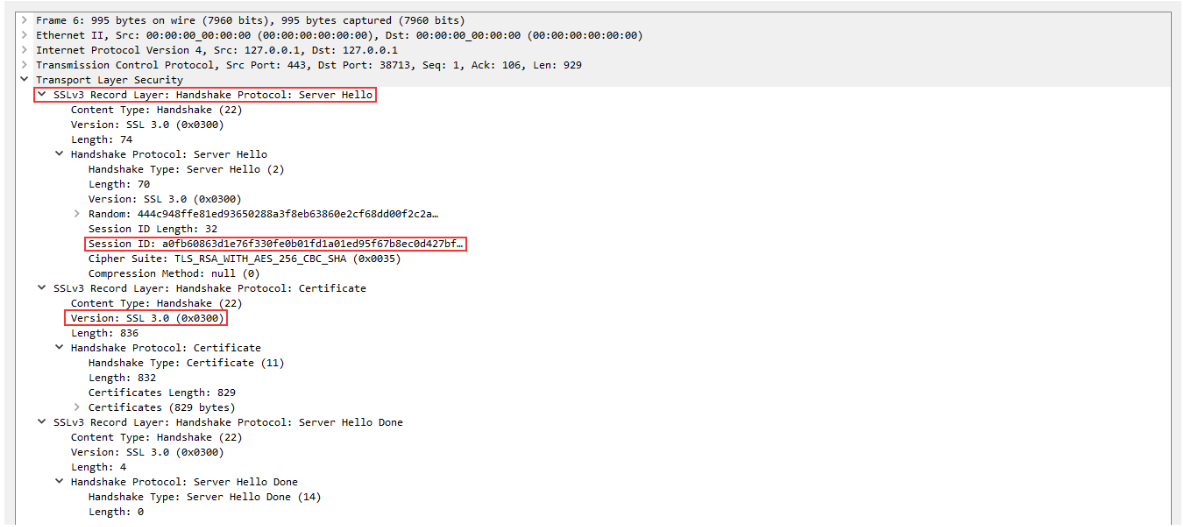 Frame 6: 995 bytes on wire (7960 bits), 995 bytes captured (7960 bits)
Ethernet II, Src: 00:00:00_00:00:00 (00:00:00:00:00:00), Dst: 00:00:00_00:00:00 (00:00:00:00:00:00)
Internet Protocol Version 4, Src: 127.0.0.1, Dst: 127.0.0.1
Transmission Control Protocol, Src Port: 443, Dst Port: 38713, Seq: 1, Ack: 106, Len: 929
Transport Layer Security
SSLv3 Record Layer: Handshake Protocol: Server Hello
Content Type: Handshake (22)
Version: SSL 3.0 (0x0300)
Length: 74
Handshake Protocol: Server Hello
Handshake Type: Server Hello (2)
Length: 70
Version: SSL 3.0 (0x0300)
Random: 444c948ffe81ed93650288a3f8eb63860e2cf68dd00f2c2a…
Session ID Length: 32
Session ID: a0fb60863d1e76f330fe0b01fd1a01ed95f67b8ec0d427bf…
Cipher Suite: TLS_RSA_WITH_AES_256_CBC_SHA (0x0035)
Compression Method: null (0)
SSLv3 Record Layer: Handshake Protocol: Certificate
Content Type: Handshake (22)
Version: SSL 3.0 (0x0300)
Length: 836
Handshake Protocol: Certificate
Handshake Type: Certificate (11)
Length: 832
Certificates Length: 829
Certificates (829 bytes)
SSLv3 Record Layer: Handshake Protocol: Server Hello Done
Content Type: Handshake (22)
Version: SSL 3.0 (0x0300)
Length: 4
Handshake Protocol: Server Hello Done
Handshake Type: Server Hello Done (14)
Length: 0